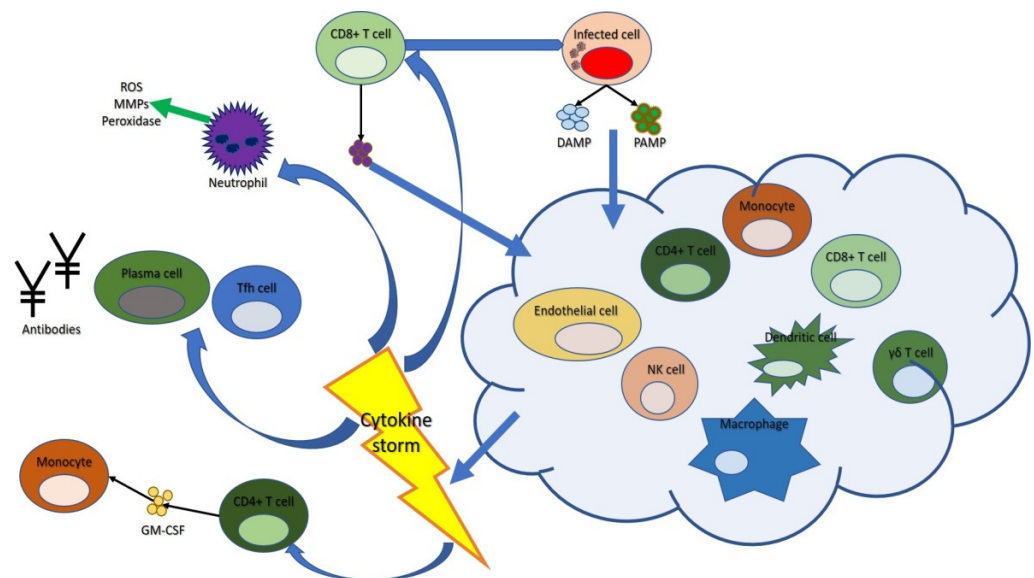 CD8+ T cell
Infected cell
ROS
MMPs
Peroxidase
Neutrophil
DAMP
PAMP
Monocyte
CD4+ T cell
CD8+ T cell
Plasma cell
Tfh cell
Antibodies
Endothelial cell
Dendritic cell
γδ T cell
NK cell
Macrophage
Cytokine
storm
Monocyte
CD4+ T cell
GM-CSF